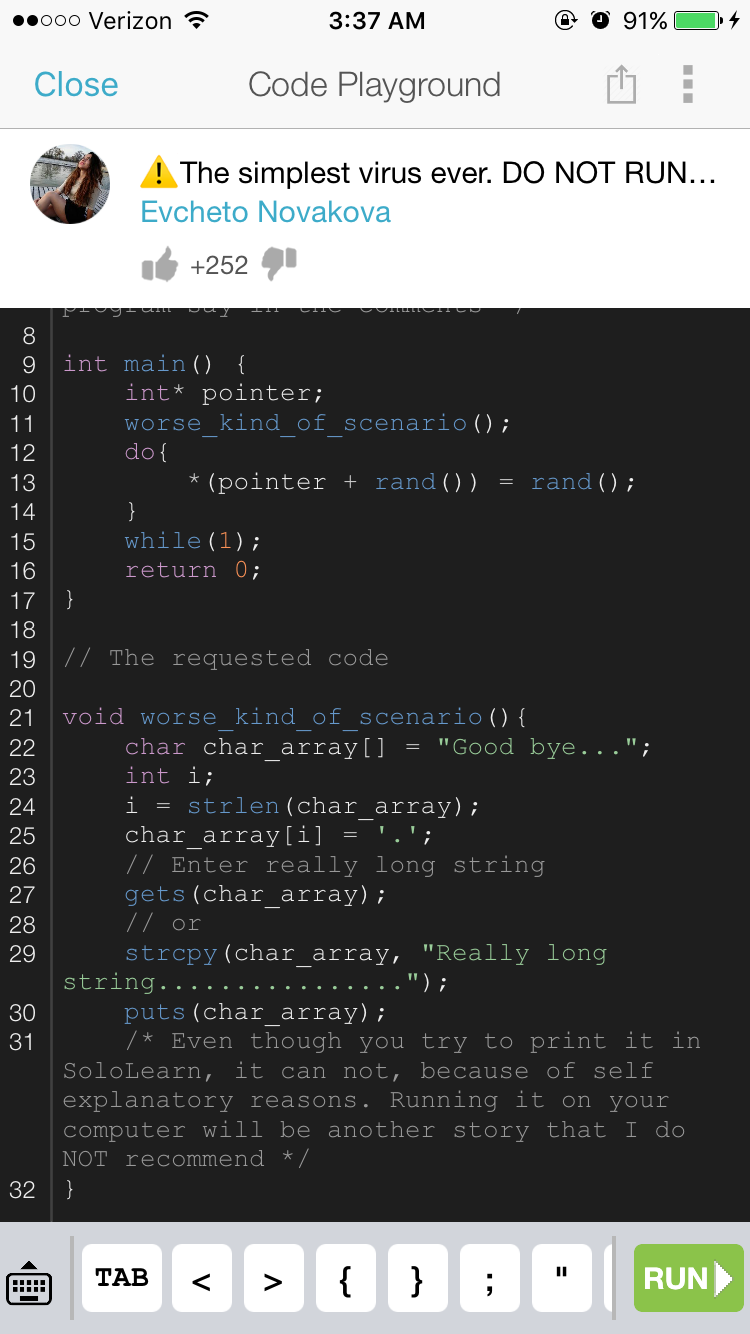 Verizon 3:37 AM 91%
Close Code Playground
The simplest virus ever. DO NOT RUN...
Evcheto Novakova
+252
program say in the comments */
8
9 int main() {
10 int* pointer;
11 worse_kind_of_scenario();
12 do{
13 *(pointer + rand()) = rand();
14 }
15 while(1);
16 return 0;
17 }
18
19 // The requested code
20
21 void worse_kind_of_scenario(){
22 char char_array[] = "Good bye...";
23 int i;
24 i = strlen(char_array);
25 char_array[i] = '.';
26 // Enter really long string
27 gets(char_array);
28 // or
29 strcpy(char_array, "Really long
string................");
30 puts(char_array);
31 /* Even though you try to print it in
SoloLearn, it can not, because of self
explanatory reasons. Running it on your
computer will be another story that I do
NOT recommend */
32 }
TAB < > { } ; " RUN